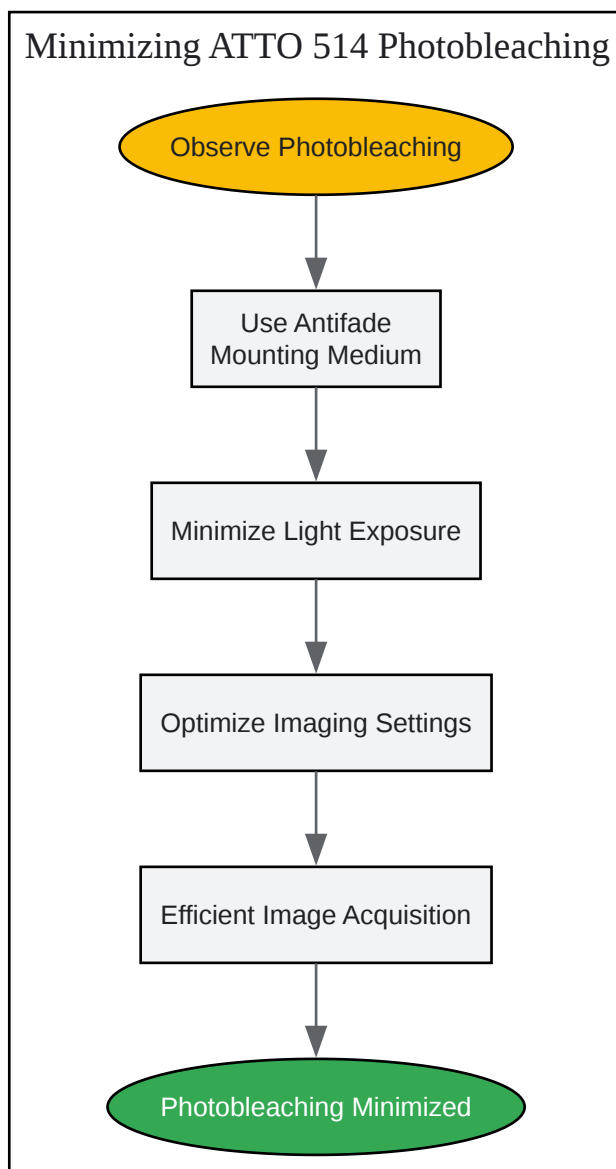 Minimizing ATTO 514 Photobleaching
Observe Photobleaching
Use Antifade
Mounting Medium
Minimize Light Exposure
Optimize Imaging Settings
Efficient Image Acquisition
Photobleaching Minimized